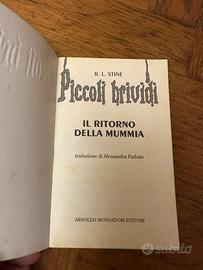 R. L. STINE
Piccoli brividi
IL RITORNO
DELLA MUMMIA
traduzione di Alessandra Padoan
ARNOLDO MONDADORI EDITORE
subito